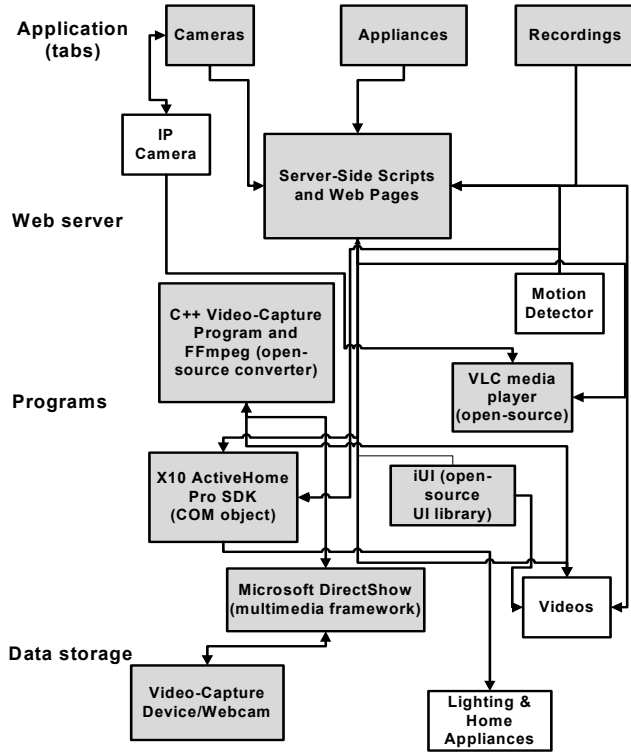 Application
(tabs)
Cameras
Appliances
Recordings
IP
Camera
Server-Side Scripts
and Web Pages
Web server
Motion
Detector
C++ Video-Capture
Program and
FFmpeg (open-
source converter)
VLC media
player
(open-source)
Programs
X10 ActiveHome
Pro SDK
(COM object)
iUI (open-
source
UI library)
Microsoft DirectShow
(multimedia framework)
Videos
Data storage
Video-Capture
Device/Webcam
Lighting &
Home
Appliances